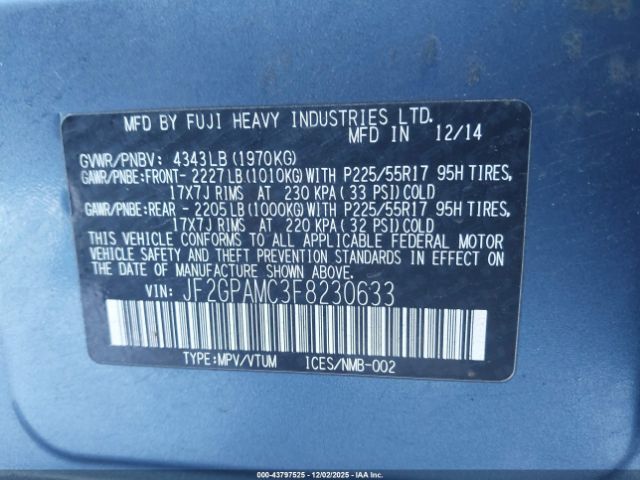 MFD BY FUJI HEAVY INDUSTRIES LTD.
MFD IN 12/14
GVWR/PNBV: 4343LB(1970KG)
GAWR/PNBE:FRONT- 2227LB(1010KG)WITH P225/55R17 95H TIRES,
17X7J RIMS AT 230 KPA(33 PSI)COLD
GAWR/PNBE:REAR - 2205LB(1000KG)WITH P225/55R17 95H TIRES,
17X7J RIMS AT 220 KPA(32 PSI)COLD
THIS VEHICLE CONFORMS TO ALL APPLICABLE FEDERAL MOTOR
VEHICLE SAFETY AND THEFT PREVENTION STANDARDS IN EFFECT
ON THE DATE OF MANUFACTURE SHOWN ABOVE.
VIN: JF2GPAMC3F8230633
TYPE:MPV/VTUM ICES/NMB-002
© IAA Holdings, LLC
#43797525 - 12/02/2025 - copart